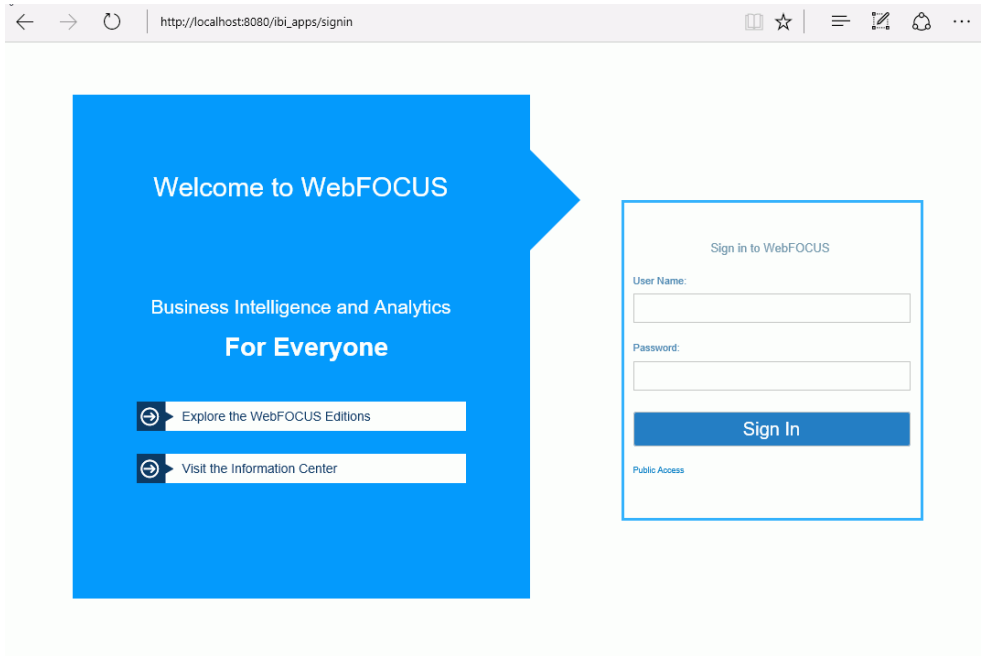 http://localhost:8080/ibi_apps/signin
Welcome to WebFOCUS
Business Intelligence and Analytics
For Everyone
Explore the WebFOCUS Editions
Visit the Information Center
Sign in to WebFOCUS
User Name:
Password:
Sign In
Public Access